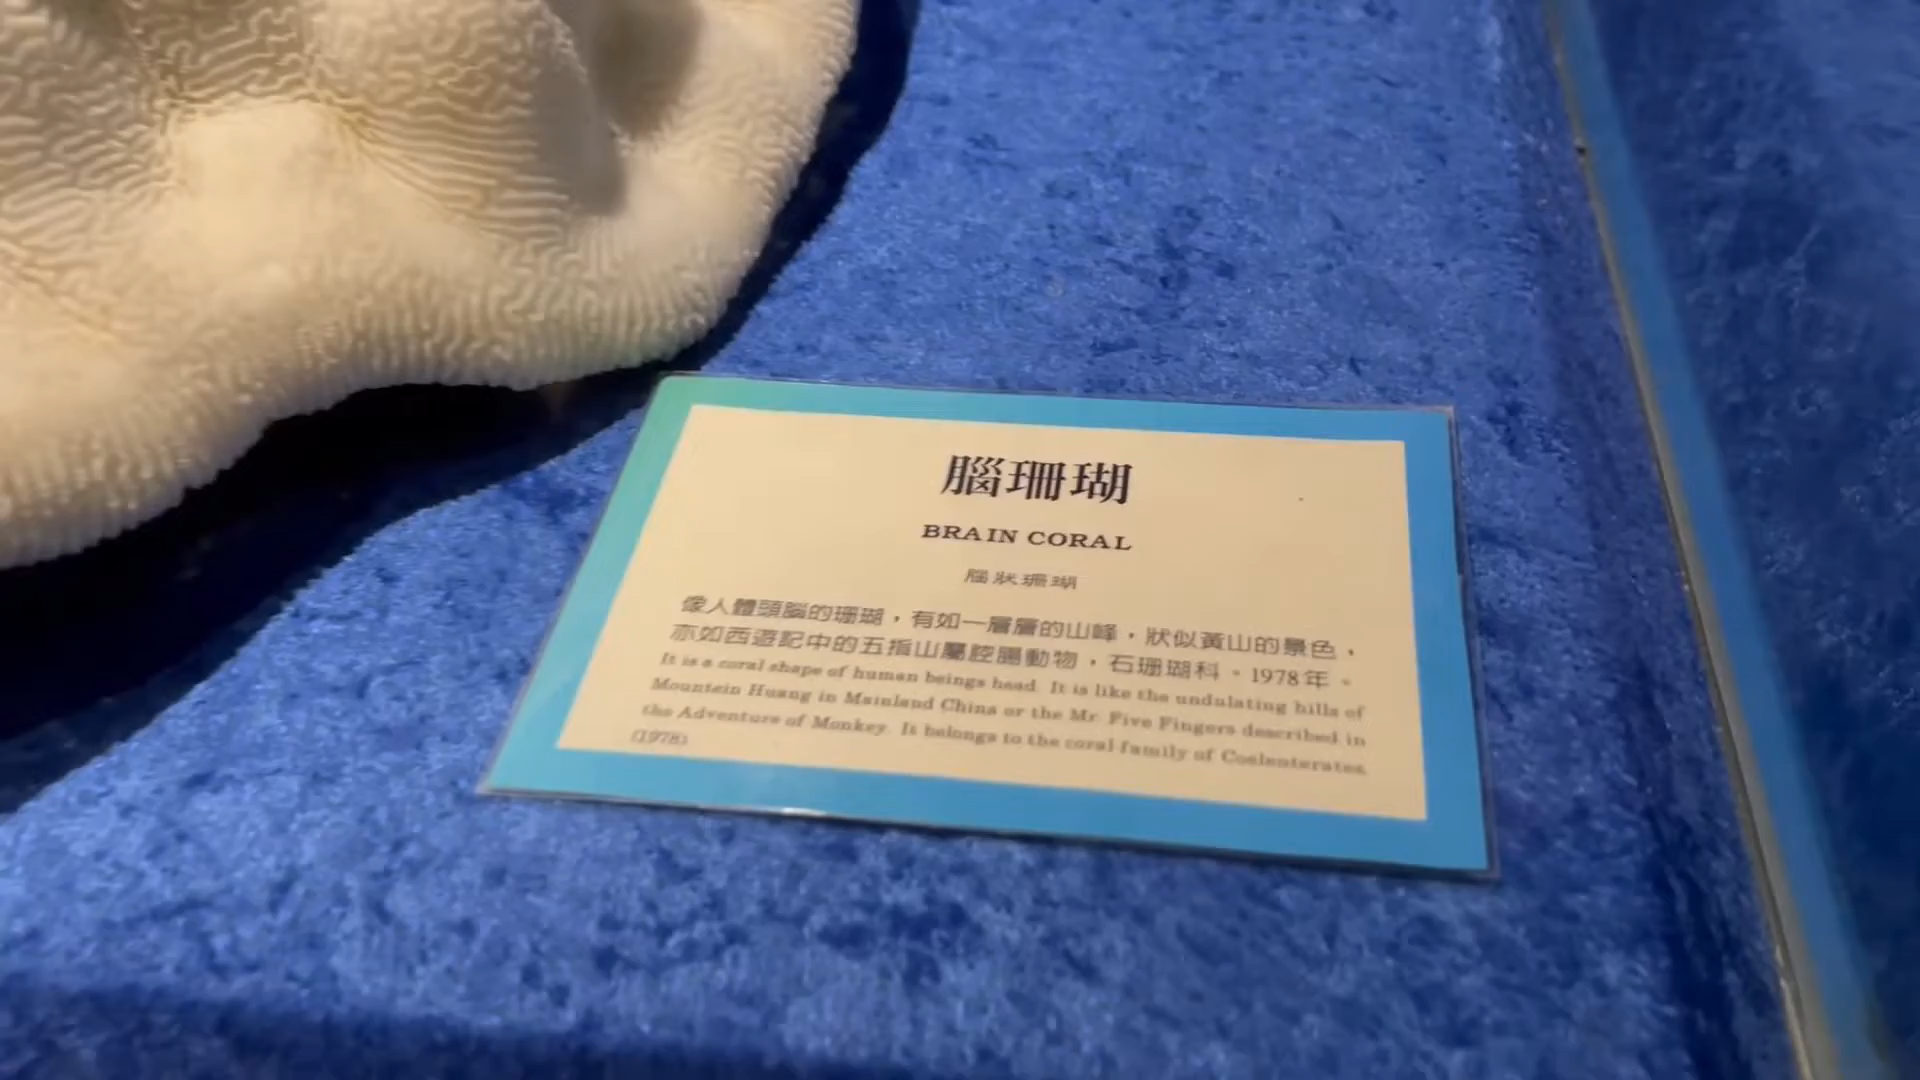 腦珊瑚
BRAIN CORAL
腦狀珊瑚
像人體頭腦的珊瑚，有如一層層的山峰，狀似黃山的景色，
亦如西遊記中的五指山屬腔腸動物，石珊瑚科。1978年。
It is a coral shape of human beings head. It is like the undulating hills of
Mountein Huang in Mainland China or the Mr. Five Fingers described in
the Adventure of Monkey. It belongs to the coral family of Coelenterates.
(1978)